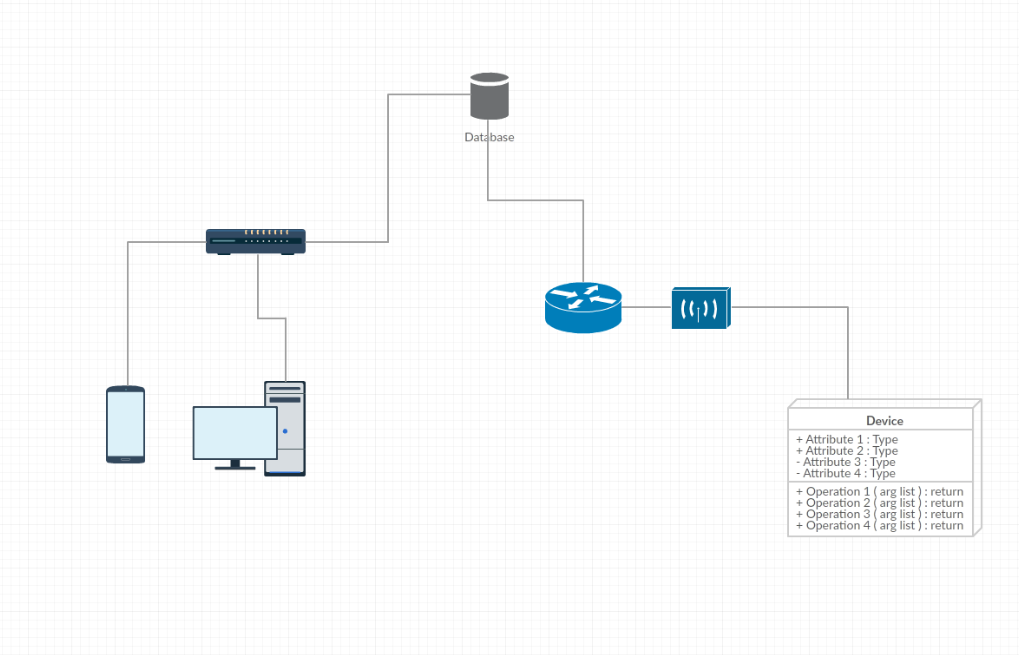 Database
Device
+ Attribute 1 : Type
+ Attribute 2 : Type
- Attribute 3 : Type
- Attribute 4 : Type
+ Operation 1 ( arg list ) : return
+ Operation 2 ( arg list ) : return
+ Operation 3 ( arg list ) : return
+ Operation 4 ( arg list ) : return